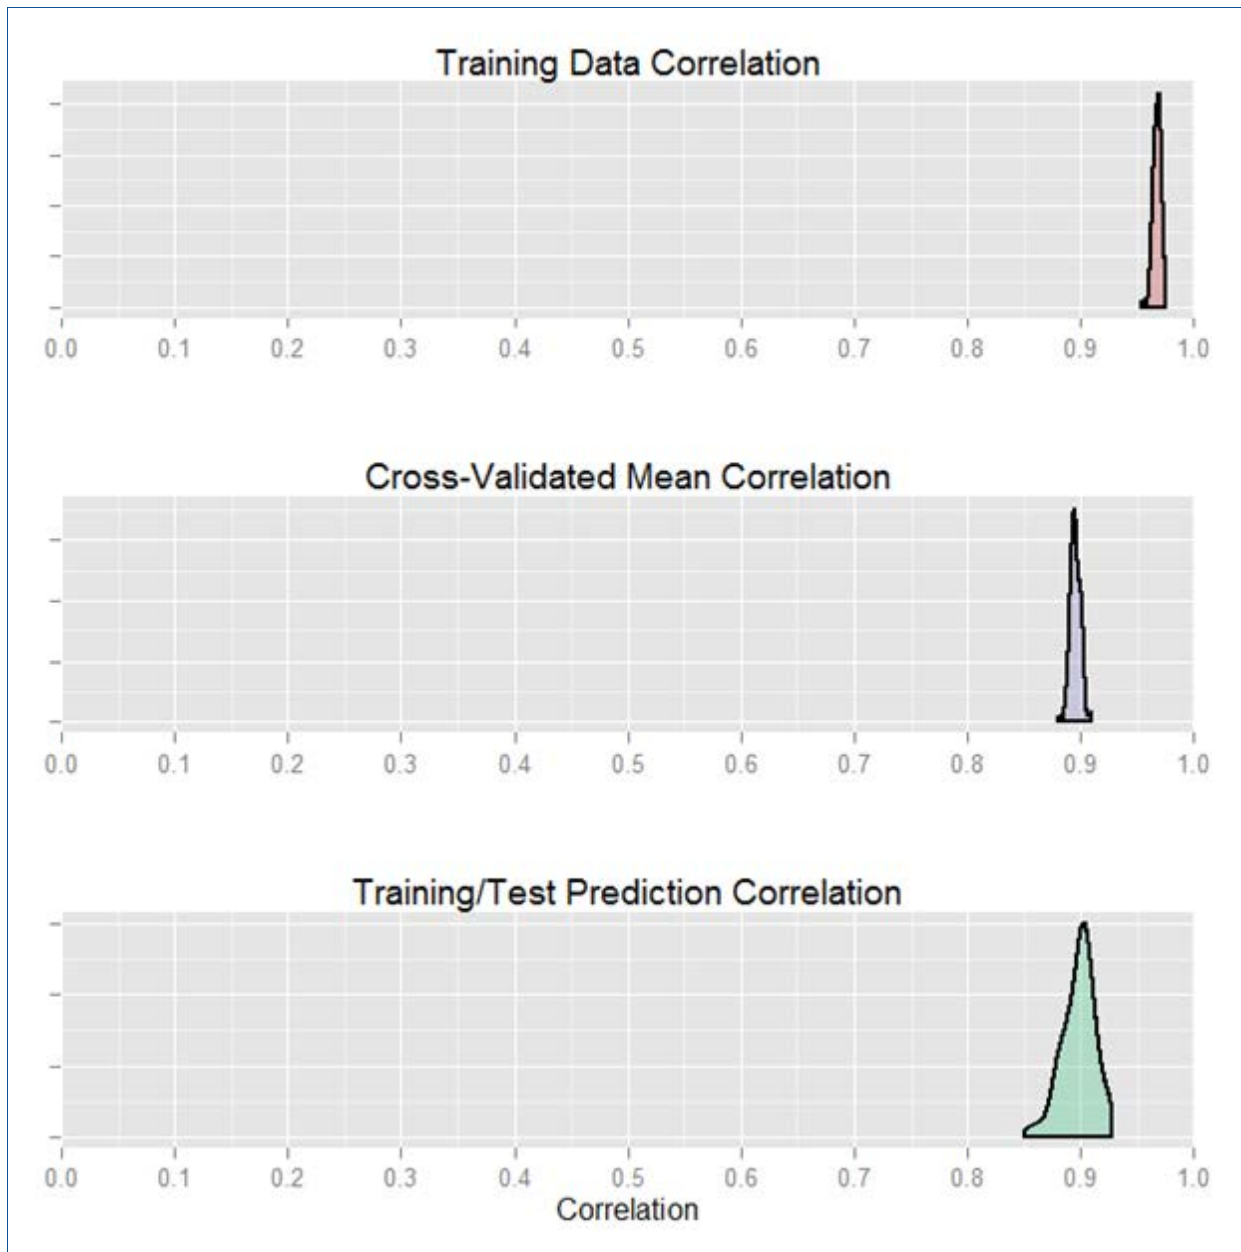 Training Data Correlation
0.0 0.1 0.2 0.3 0.4 0.5 0.6 0.7 0.8 0.9 1.0
Cross-Validated Mean Correlation
0.0 0.1 0.2 0.3 0.4 0.5 0.6 0.7 0.8 0.9 1.0
Training/Test Prediction Correlation
0.0 0.1 0.2 0.3 0.4 0.5 0.6 0.7 0.8 0.9 1.0
Correlation